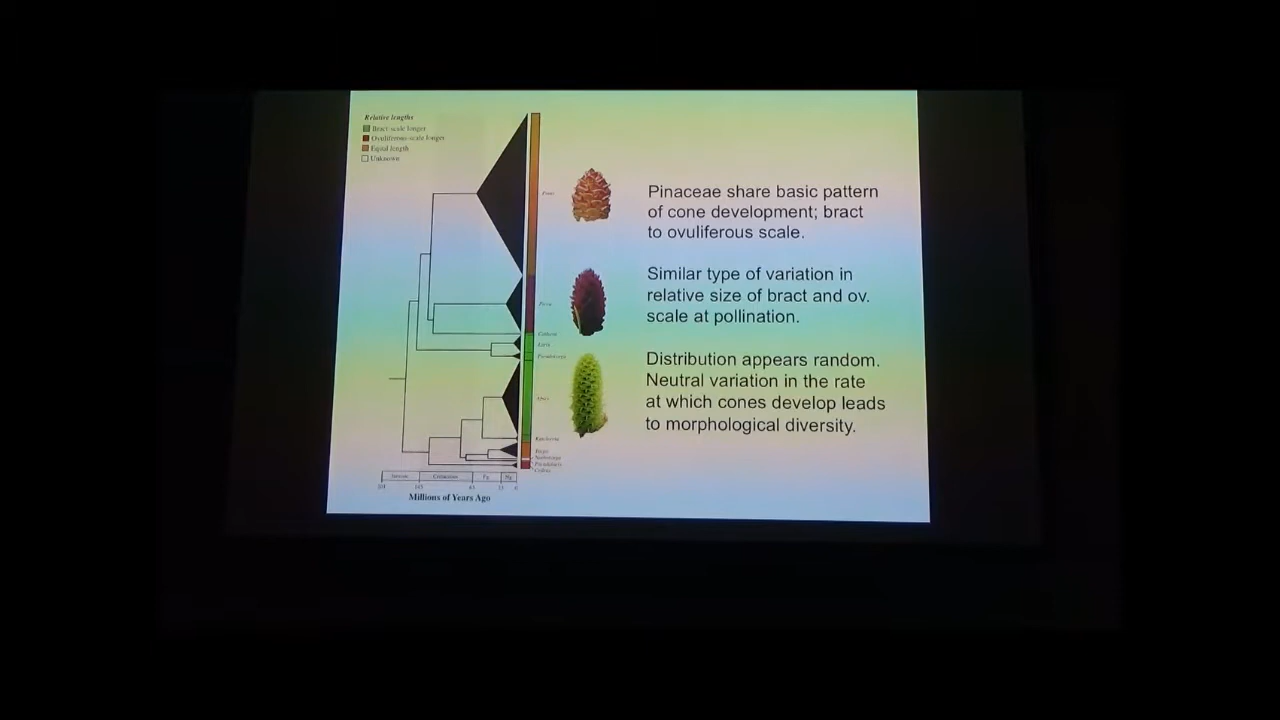 Relative lengths
Bract-scale longer
Ovuliferous-scale longer
Equal length
Unknown
Pinus
Picea
Cathaya
Larix
Pseudotsuga
Abies
Keteleeria
Tsuga
Nothotsuga
Pseudolarix
Cedrus
Jurassic Cretaceous Pg Ng
Millions of Years Ago
Pinaceae share basic pattern
of cone development; bract
to ovuliferous scale.
Similar type of variation in
relative size of bract and ov.
scale at pollination.
Distribution appears random.
Neutral variation in the rate
at which cones develop leads
to morphological diversity.